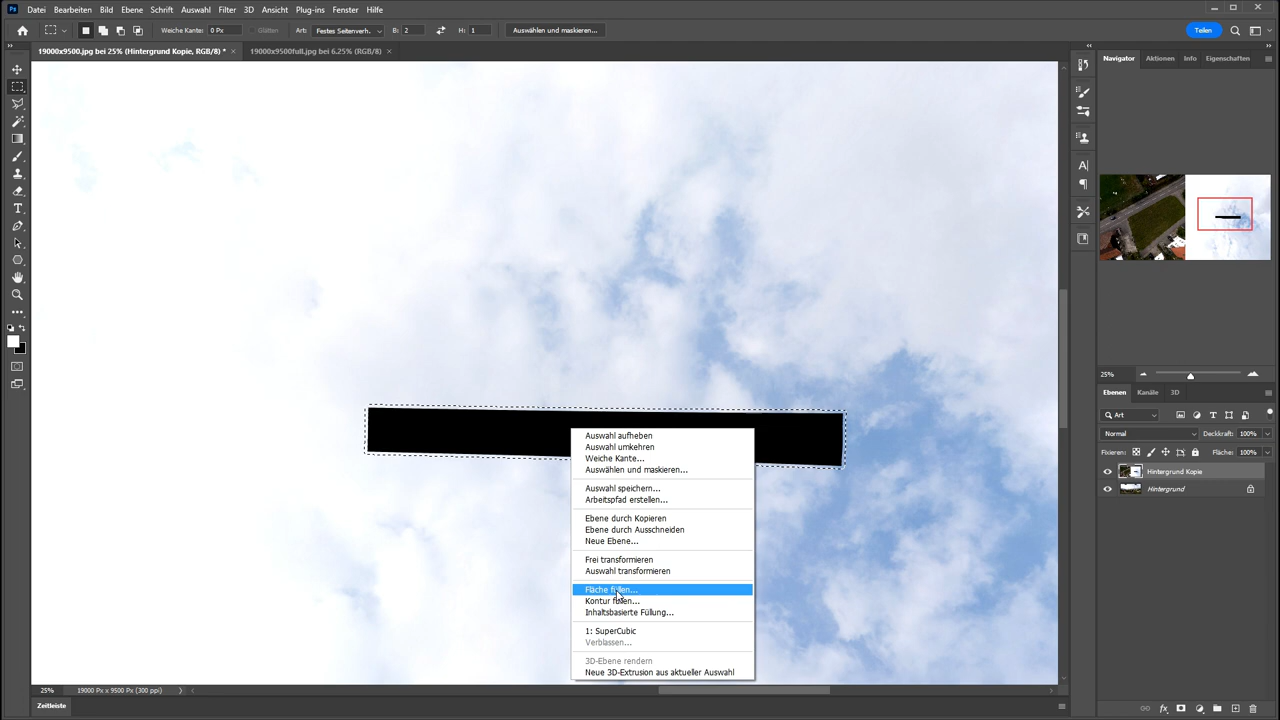 Ps Datei Bearbeiten Bild Ebene Schrift Auswahl Filter 3D Ansicht Plug-ins Fenster Hilfe
Weiche Kante: 0 Px Glätten Art: Festes Seitenverh. B: 2 H: 1 Auswählen und maskieren... Teilen
19000x9500.jpg bei 25% (Hintergrund Kopie, RGB/8) * × 19000x9500full.jpg bei 6.25% (RGB/8) ×
Navigator Aktionen Info Eigenschaften
25%
Ebenen Kanäle 3D
Art
Normal Deckkraft: 100%
Fixieren: Fläche: 100%
Hintergrund Kopie
Hintergrund
Auswahl aufheben
Auswahl umkehren
Weiche Kante...
Auswählen und maskieren...
Auswahl speichern...
Arbeitspfad erstellen...
Ebene durch Kopieren
Ebene durch Ausschneiden
Neue Ebene...
Frei transformieren
Auswahl transformieren
Fläche füllen...
Kontur füllen...
Inhaltsbasierte Füllung...
1: SuperCubic
Verblassen...
3D-Ebene rendern
Neue 3D-Extrusion aus aktueller Auswahl
25% 19000 Px x 9500 Px (300 ppi)
Zeitleiste